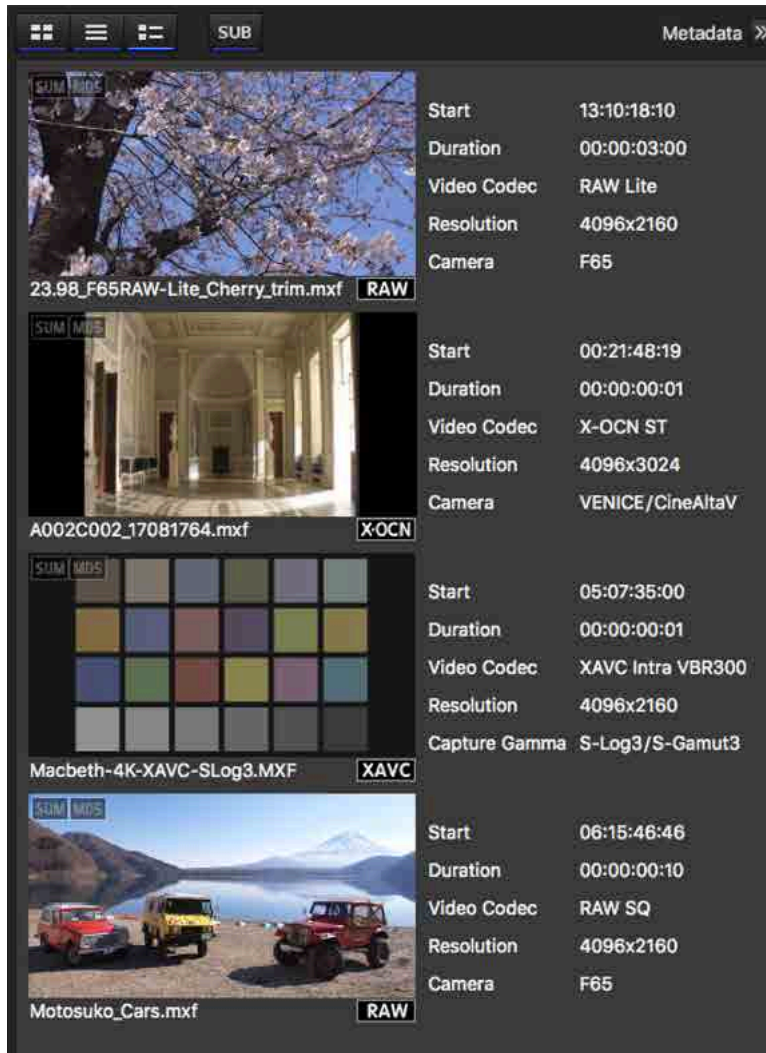 SUB
Metadata »
SUM MDS
Start 13:10:18:10
Duration 00:00:03:00
Video Codec RAW Lite
Resolution 4096x2160
Camera F65
23.98_F65RAW-Lite_Cherry_trim.mxf RAW
SUM MDS
Start 00:21:48:19
Duration 00:00:00:01
Video Codec X-OCN ST
Resolution 4096x3024
Camera VENICE/CineAltaV
A002C002_17081764.mxf X•OCN
SUM MDS
Start 05:07:35:00
Duration 00:00:00:01
Video Codec XAVC Intra VBR300
Resolution 4096x2160
Capture Gamma S-Log3/S-Gamut3
Macbeth-4K-XAVC-SLog3.MXF XAVC
SUM MDS
Start 06:15:46:46
Duration 00:00:00:10
Video Codec RAW SQ
Resolution 4096x2160
Camera F65
Motosuko_Cars.mxf RAW